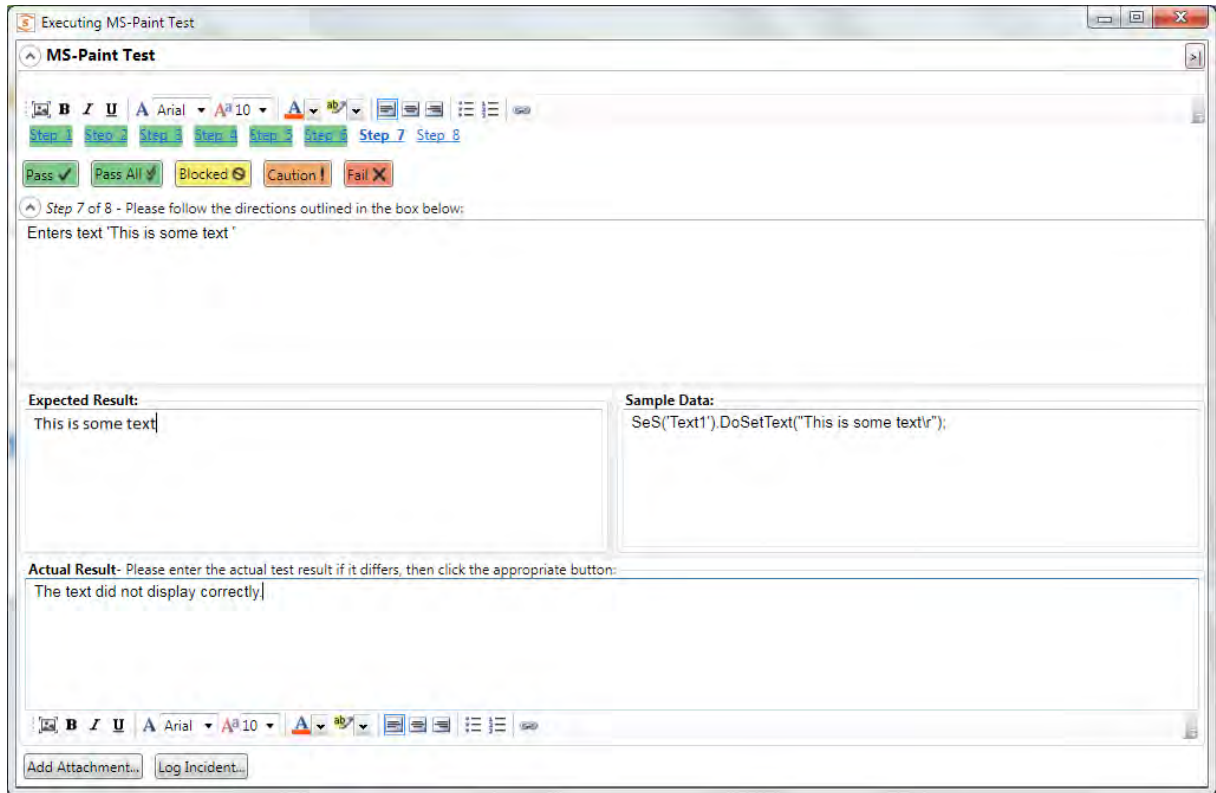 Executing MS-Paint Test
MS-Paint Test
B I U A Arial Aa 10 A ab
Step 1 Step 2 Step 3 Step 4 Step 5 Step 6 Step 7 Step 8
Pass Pass All Blocked Caution ! Fail
Step 7 of 8 - Please follow the directions outlined in the box below:
Enters text 'This is some text '
Expected Result: Sample Data:
This is some text SeS('Text1').DoSetText("This is some text\r");
Actual Result- Please enter the actual test result if it differs, then click the appropriate button:
The text did not display correctly.
B I U A Arial Aa 10 A ab
Add Attachment... Log Incident...